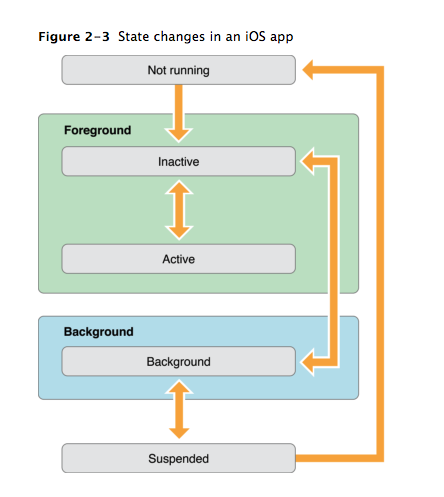 Figure 2-3 State changes in an iOS app
Not running
Foreground
Inactive
Active
Background
Background
Suspended